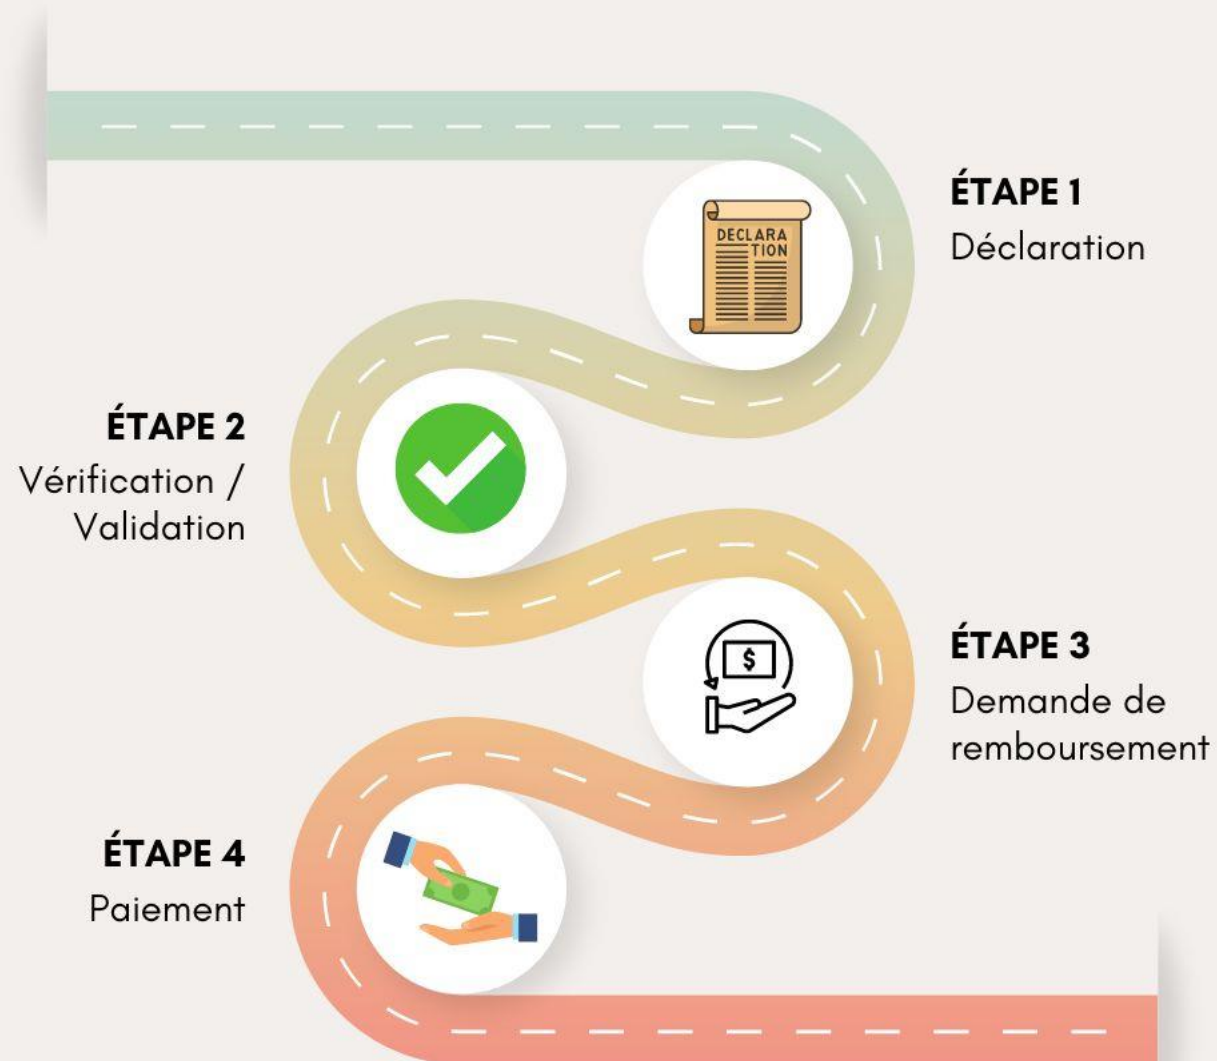 ÉTAPE 1
Déclaration
DECLARA
TION
ÉTAPE 2
Vérification /
Validation
$
ÉTAPE 3
Demande de
remboursement
ÉTAPE 4
Paiement